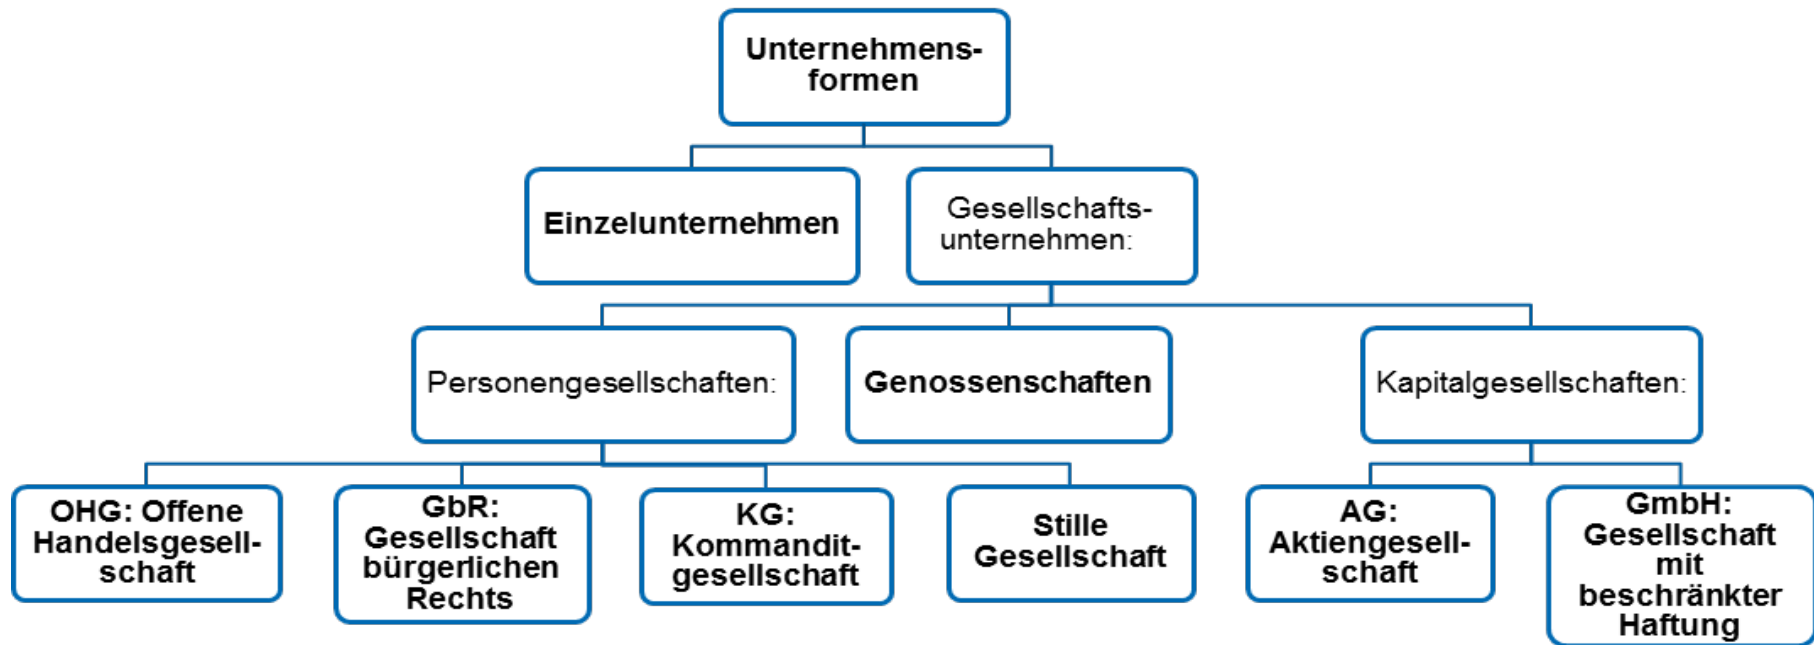 Unternehmens-
formen
Einzelunternehmen
Gesellschafts-
unternehmen:
Personengesellschaften:
Genossenschaften
Kapitalgesellschaften:
OHG: Offene
Handelsgesell-
schaft
GbR:
Gesellschaft
bürgerlichen
Rechts
KG:
Kommandit-
gesellschaft
Stille
Gesellschaft
AG:
Aktiengesell-
schaft
GmbH:
Gesellschaft
mit
beschränkter
Haftung